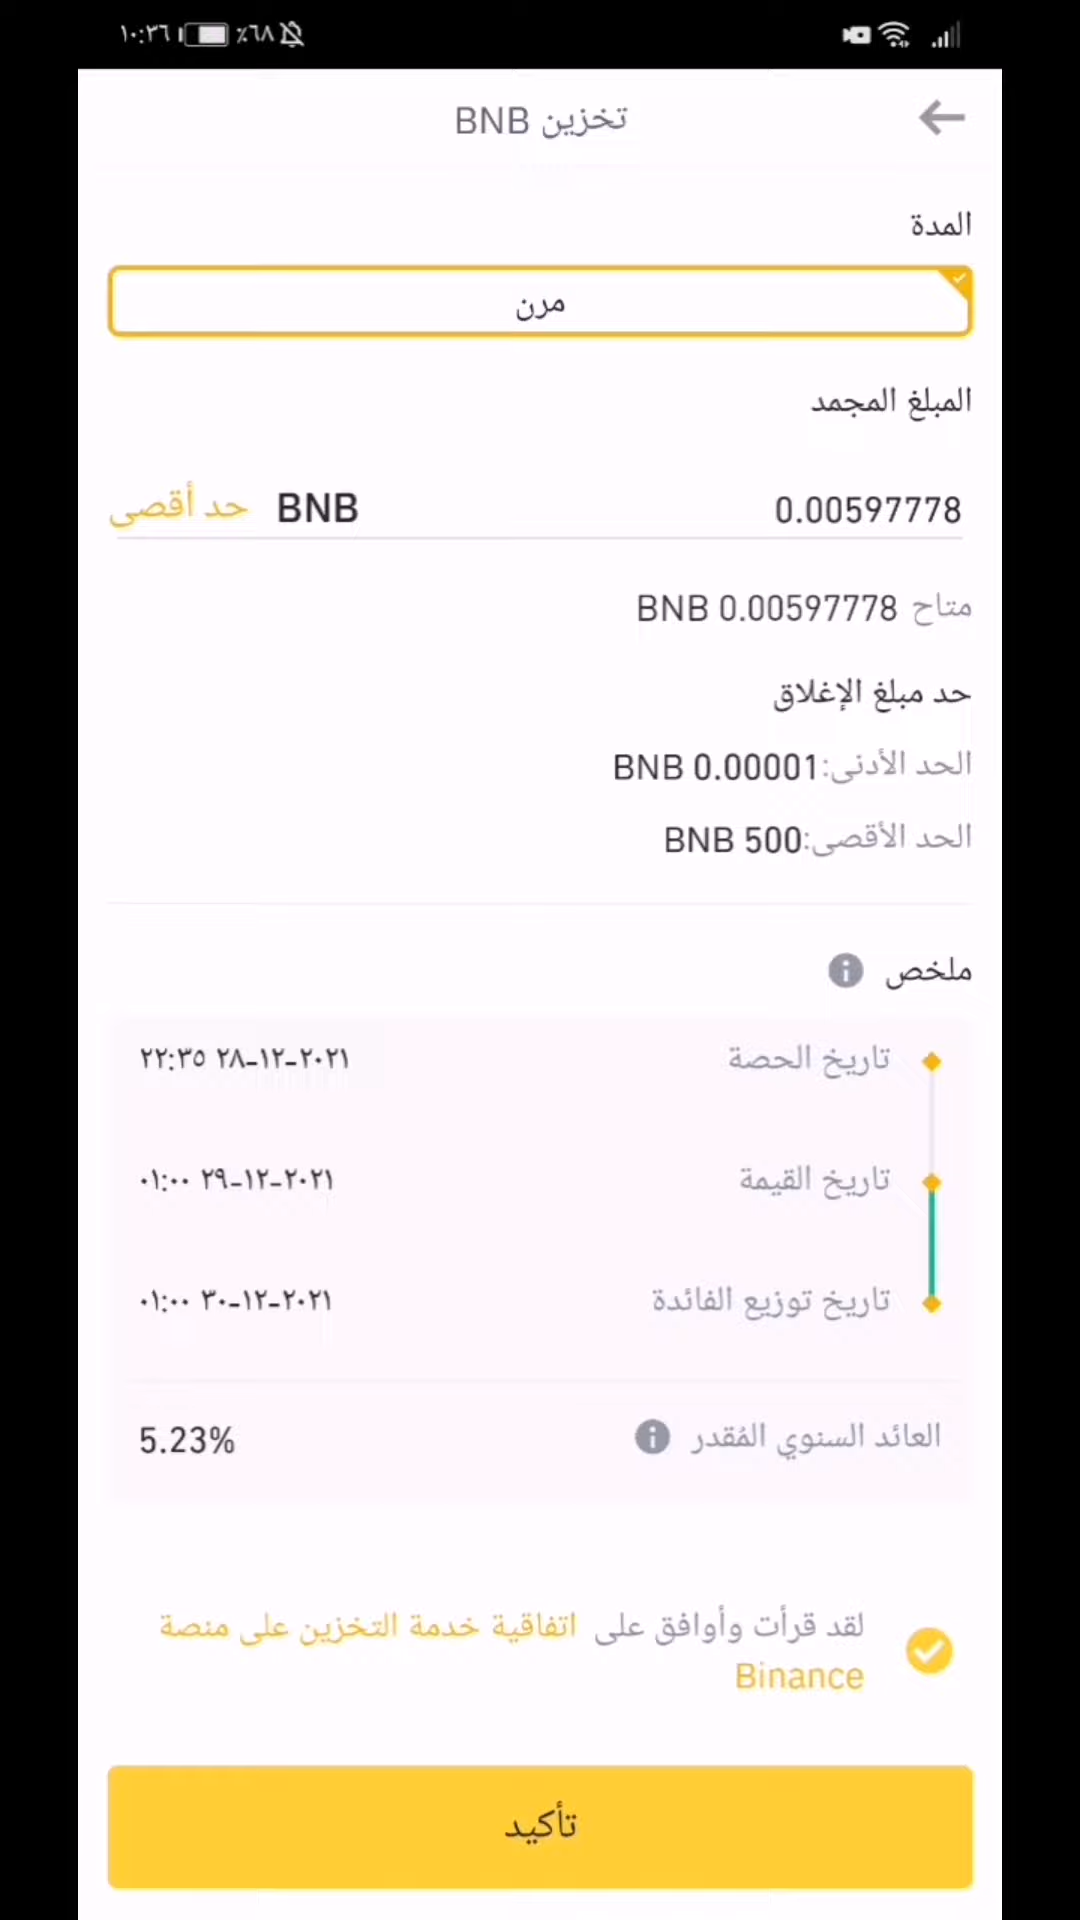 ١٠:٣٦ ٪٦٨
تخزين BNB
المدة
مرن
المبلغ المجمد
0.00597778 BNB حد أقصى
متاح 0.00597778 BNB
حد مبلغ الإغلاق
الحد الأدنى: 0.00001 BNB
الحد الأقصى: 500 BNB
ملخص
تاريخ الحصة ٢٠٢١-١٢-٢٨ ٢٢:٣٥
تاريخ القيمة ٢٠٢١-١٢-٢٩ ٠١:٠٠
تاريخ توزيع الفائدة ٢٠٢١-١٢-٣٠ ٠١:٠٠
العائد السنوي المُقدر 5.23%
لقد قرأت وأوافق على اتفاقية خدمة التخزين على منصة
Binance
تأكيد